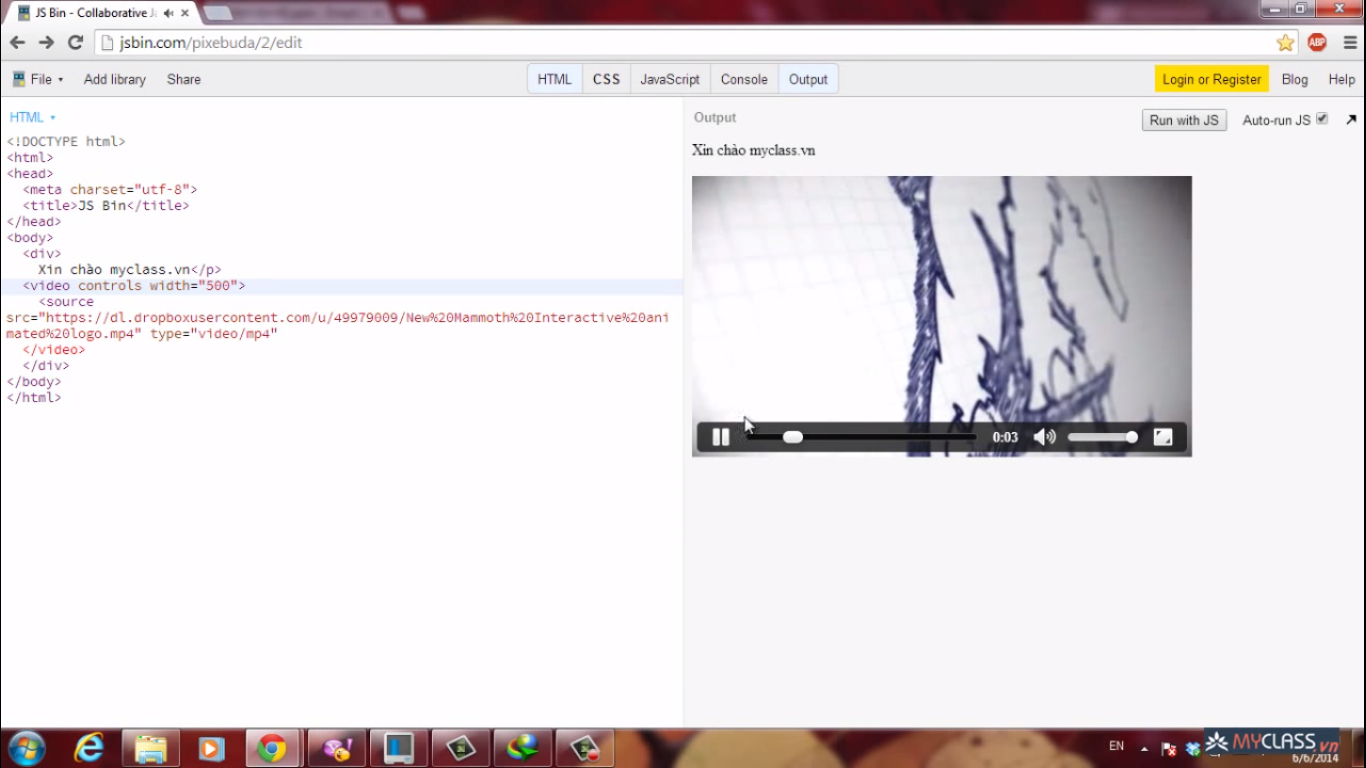 JS Bin - Collaborative J
jsbin.com/pixebuda/2/edit
ABP
File Add library Share HTML CSS JavaScript Console Output Login or Register Blog Help
HTML
<!DOCTYPE html>
<html>
<head>
<meta charset="utf-8">
<title>JS Bin</title>
</head>
<body>
<div>
Xin chào myclass.vn</p>
<video controls width="500">
<source
src="https://dl.dropboxusercontent.com/u/49979009/New%20Mammoth%20Interactive%20ani
mated%20logo.mp4" type="video/mp4"
</video>
</div>
</body>
</html>
Output Run with JS Auto-run JS
Xin chào myclass.vn
0:03
EN
MYCLASS.vn
6/6/2014